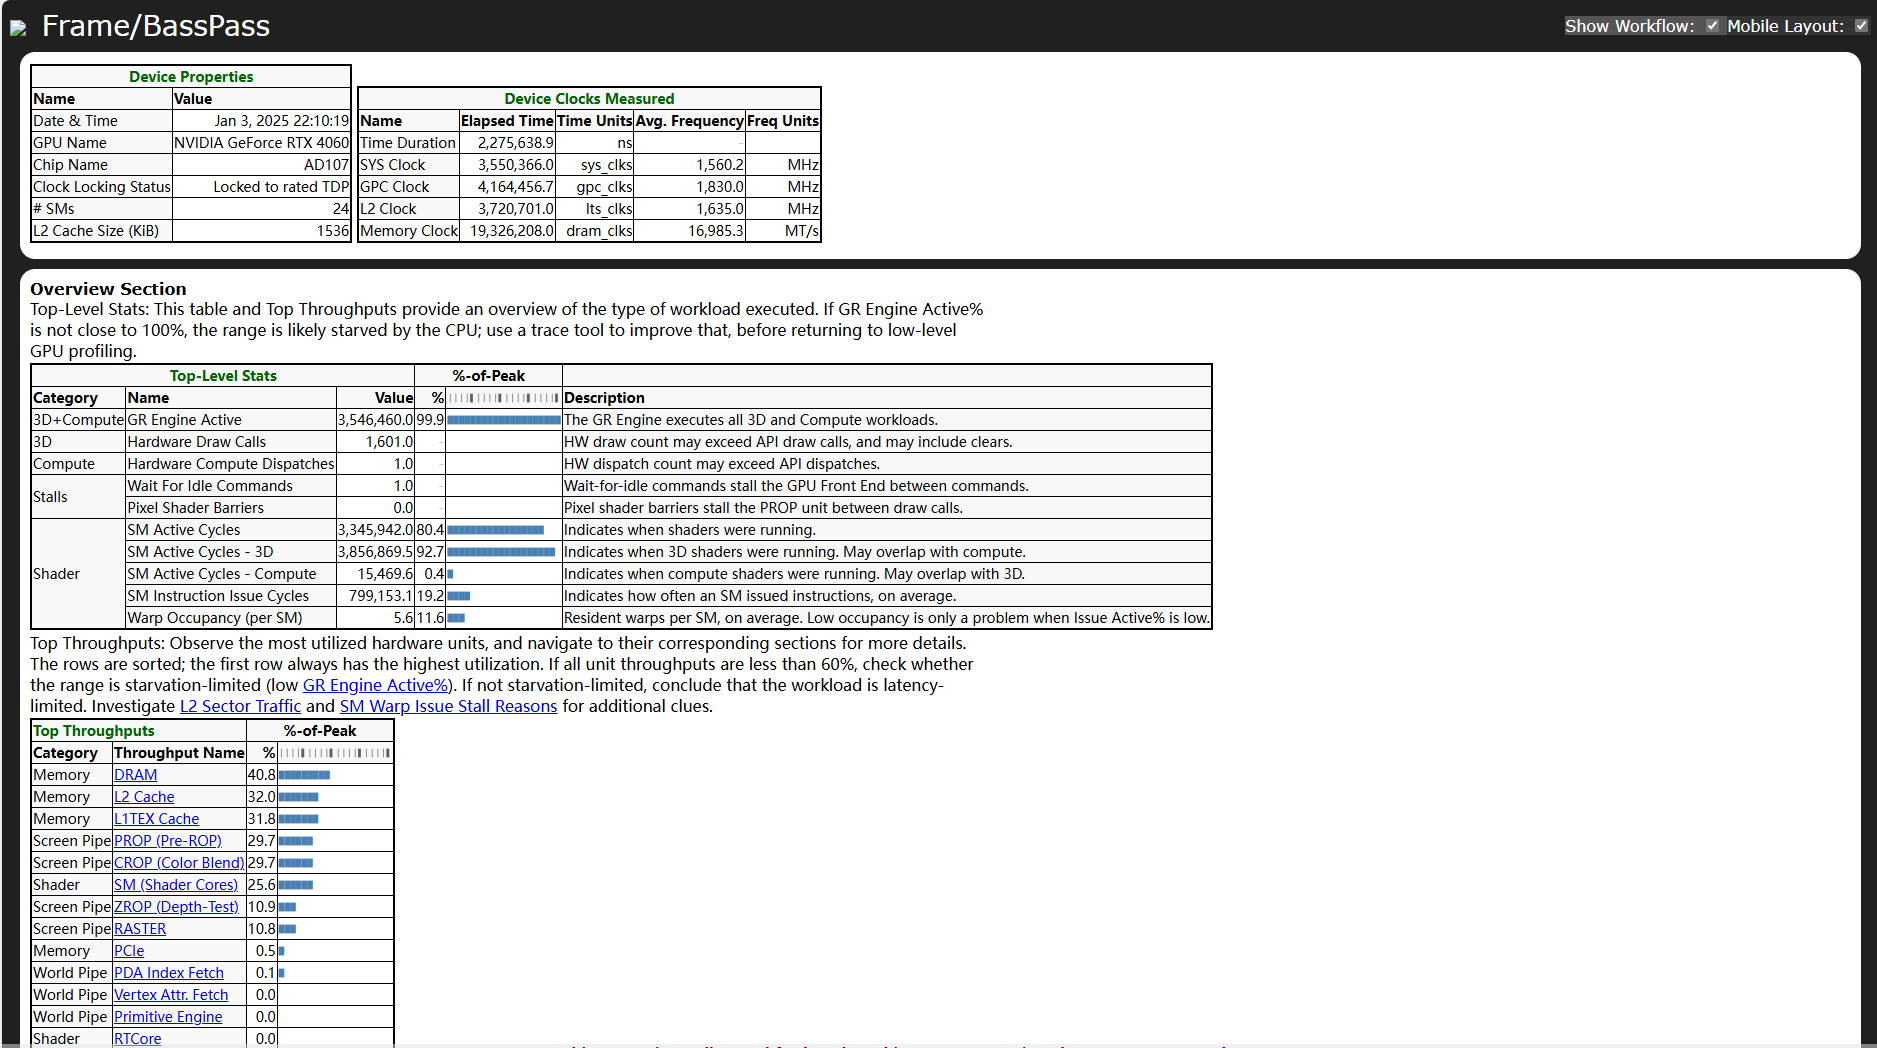 Frame/BassPass
Show Workflow: Mobile Layout:
Device Properties
Name Value
Date & Time Jan 3, 2025 22:10:19
GPU Name NVIDIA GeForce RTX 4060
Chip Name AD107
Clock Locking Status Locked to rated TDP
# SMs 24
L2 Cache Size (KiB) 1536
Device Clocks Measured
Name Elapsed Time Time Units Avg. Frequency Freq Units
Time Duration 2,275,638.9 ns -
SYS Clock 3,550,366.0 sys_clks 1,560.2 MHz
GPC Clock 4,164,456.7 gpc_clks 1,830.0 MHz
L2 Clock 3,720,701.0 lts_clks 1,635.0 MHz
Memory Clock 19,326,208.0 dram_clks 16,985.3 MT/s
Overview Section
Top-Level Stats: This table and Top Throughputs provide an overview of the type of workload executed. If GR Engine Active%
is not close to 100%, the range is likely starved by the CPU; use a trace tool to improve that, before returning to low-level
GPU profiling.
Top-Level Stats %-of-Peak
Category Name Value % Description
3D+Compute GR Engine Active 3,546,460.0 99.9 The GR Engine executes all 3D and Compute workloads.
3D Hardware Draw Calls 1,601.0 - HW draw count may exceed API draw calls, and may include clears.
Compute Hardware Compute Dispatches 1.0 - HW dispatch count may exceed API dispatches.
Stalls Wait For Idle Commands 1.0 - Wait-for-idle commands stall the GPU Front End between commands.
Pixel Shader Barriers 0.0 - Pixel shader barriers stall the PROP unit between draw calls.
Shader SM Active Cycles 3,345,942.0 80.4 Indicates when shaders were running.
SM Active Cycles - 3D 3,856,869.5 92.7 Indicates when 3D shaders were running. May overlap with compute.
SM Active Cycles - Compute 15,469.6 0.4 Indicates when compute shaders were running. May overlap with 3D.
SM Instruction Issue Cycles 799,153.1 19.2 Indicates how often an SM issued instructions, on average.
Warp Occupancy (per SM) 5.6 11.6 Resident warps per SM, on average. Low occupancy is only a problem when Issue Active% is low.
Top Throughputs: Observe the most utilized hardware units, and navigate to their corresponding sections for more details.
The rows are sorted; the first row always has the highest utilization. If all unit throughputs are less than 60%, check whether
the range is starvation-limited (low GR Engine Active%). If not starvation-limited, conclude that the workload is latency-
limited. Investigate L2 Sector Traffic and SM Warp Issue Stall Reasons for additional clues.
Top Throughputs %-of-Peak
Category Throughput Name %
Memory DRAM 40.8
Memory L2 Cache 32.0
Memory L1TEX Cache 31.8
Screen Pipe PROP (Pre-ROP) 29.7
Screen Pipe CROP (Color Blend) 29.7
Shader SM (Shader Cores) 25.6
Screen Pipe ZROP (Depth-Test) 10.9
Screen Pipe RASTER 10.8
Memory PCIe 0.5
World Pipe PDA Index Fetch 0.1
World Pipe Vertex Attr. Fetch 0.0
World Pipe Primitive Engine 0.0
Shader RTCore 0.0